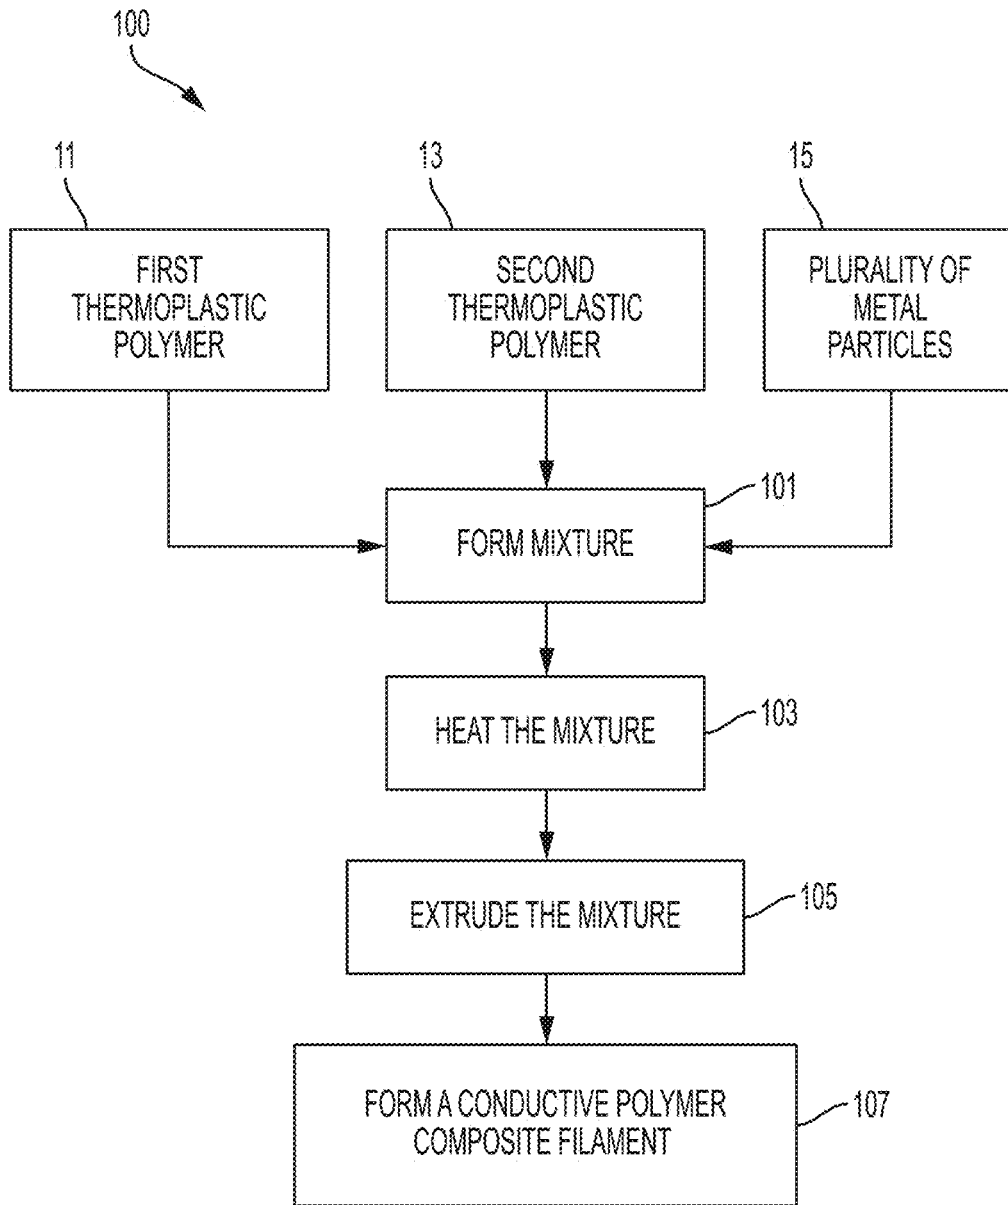 100
11
13
15
FIRST
THERMOPLASTIC
POLYMER
SECOND
THERMOPLASTIC
POLYMER
PLURALITY OF
METAL
PARTICLES
101
FORM MIXTURE
103
HEAT THE MIXTURE
105
EXTRUDE THE MIXTURE
107
FORM A CONDUCTIVE POLYMER
COMPOSITE FILAMENT